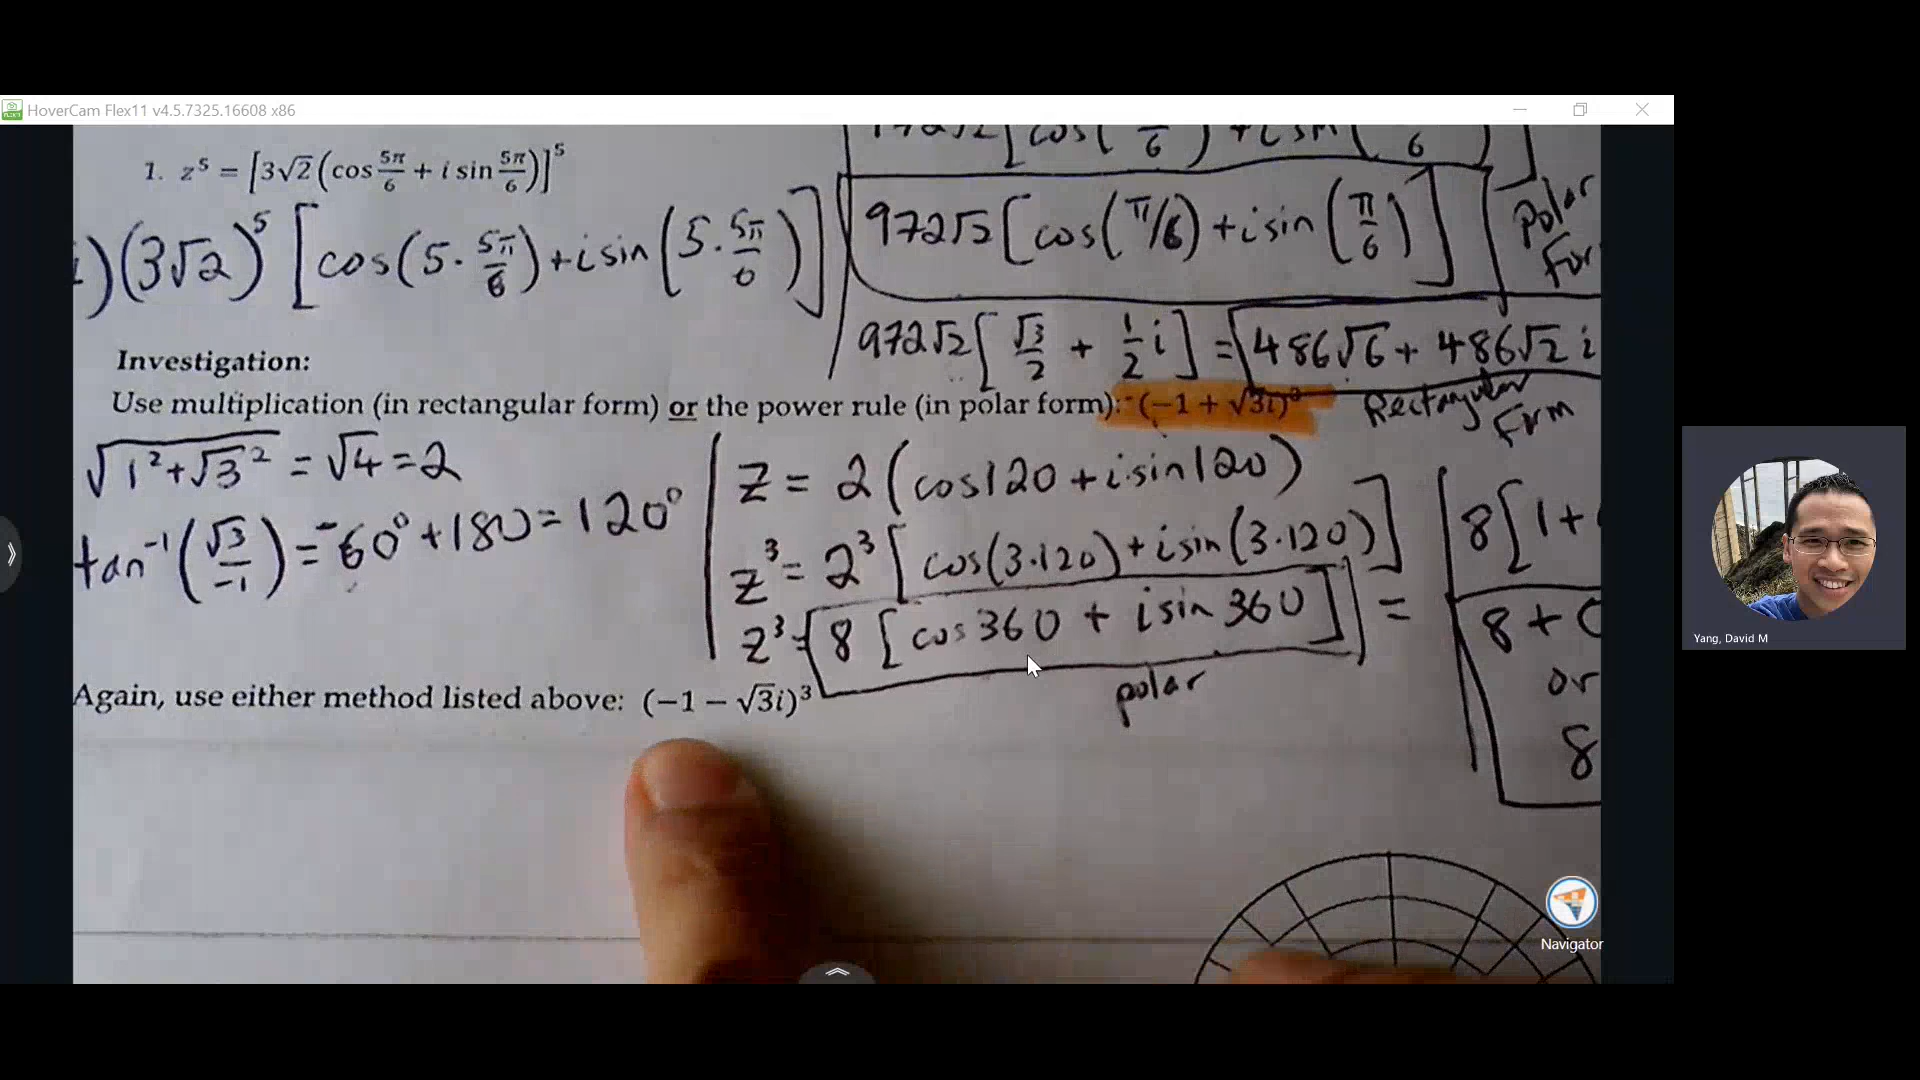 HoverCam Flex11 v4.5.7325.16608 x86
1. z⁵ = [3√2(cos 5π/6 + i sin 5π/6)]⁵
(3√2)⁵ [cos(5·5π/6) + i sin(5·5π/6)]
972√2 [cos(π/6) + i sin(π/6)]
Polar
972√2 [√3/2 + 1/2 i] = 486√6 + 486√2 i
Rectangular
Form
Investigation:
Use multiplication (in rectangular form) or the power rule (in polar form): (−1 + √3i)³
√1² + √3² = √4 = 2
tan⁻¹(√3/−1) = −60° + 180 = 120°
z = 2(cos120 + i·sin120)
z³ = 2³ [cos(3·120) + i sin(3·120)]
z³ = 8 [cos 360 + i sin 360] =
polar
8[1 +
8 +
or
8
Again, use either method listed above: (−1 − √3i)³
Navigator
Yang, David M